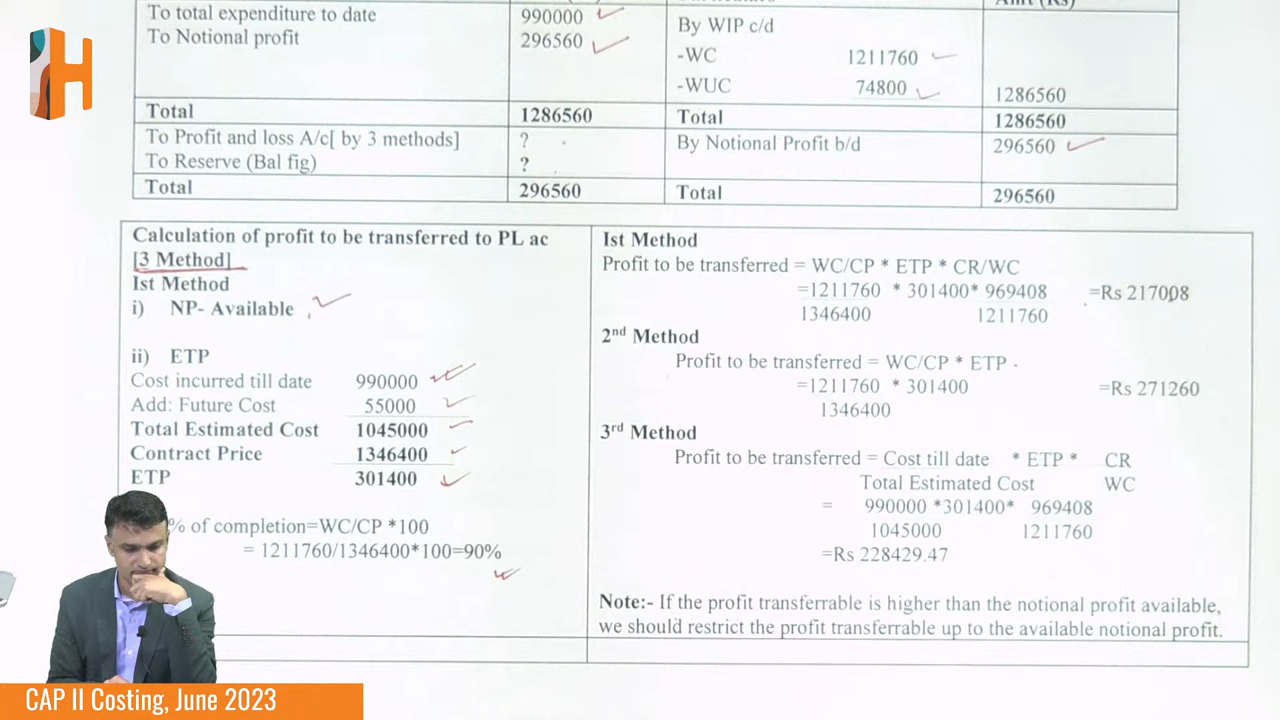 Amt (Rs)
To total expenditure to date 990000 By WIP c/d
To Notional profit 296560 -WC 1211760
-WUC 74800 1286560
Total 1286560 Total 1286560
To Profit and loss A/c[ by 3 methods] ? By Notional Profit b/d 296560
To Reserve (Bal fig) ?
Total 296560 Total 296560
Calculation of profit to be transferred to PL ac
[3 Method]
Ist Method
i) NP- Available
ii) ETP
Cost incurred till date 990000
Add: Future Cost 55000
Total Estimated Cost 1045000
Contract Price 1346400
ETP 301400
% of completion=WC/CP *100
= 1211760/1346400*100=90%
Ist Method
Profit to be transferred = WC/CP * ETP * CR/WC
=1211760 * 301400* 969408 =Rs 217008
1346400 1211760
2nd Method
Profit to be transferred = WC/CP * ETP
=1211760 * 301400 =Rs 271260
1346400
3rd Method
Profit to be transferred = Cost till date * ETP * CR
Total Estimated Cost WC
= 990000 *301400* 969408
1045000 1211760
=Rs 228429.47
Note:- If the profit transferrable is higher than the notional profit available,
we should restrict the profit transferrable up to the available notional profit.
H
CAP II Costing, June 2023